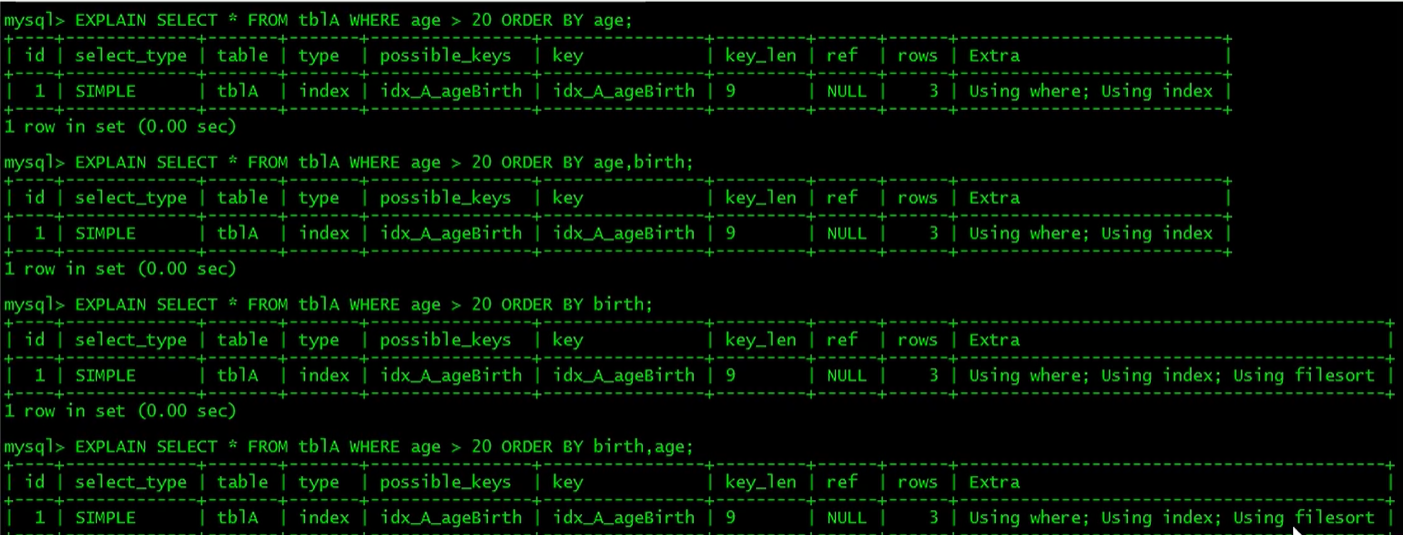 mysql> EXPLAIN SELECT * FROM tblA WHERE age > 20 ORDER BY age;
+----+-------------+-------+-------+----------------+----------------+---------+------+------+--------------------------+
| id | select_type | table | type  | possible_keys  | key            | key_len | ref  | rows | Extra                    |
+----+-------------+-------+-------+----------------+----------------+---------+------+------+--------------------------+
|  1 | SIMPLE      | tblA  | index | idx_A_ageBirth | idx_A_ageBirth | 9       | NULL |    3 | Using where; Using index |
+----+-------------+-------+-------+----------------+----------------+---------+------+------+--------------------------+
1 row in set (0.00 sec)
mysql> EXPLAIN SELECT * FROM tblA WHERE age > 20 ORDER BY age,birth;
+----+-------------+-------+-------+----------------+----------------+---------+------+------+--------------------------+
| id | select_type | table | type  | possible_keys  | key            | key_len | ref  | rows | Extra                    |
+----+-------------+-------+-------+----------------+----------------+---------+------+------+--------------------------+
|  1 | SIMPLE      | tblA  | index | idx_A_ageBirth | idx_A_ageBirth | 9       | NULL |    3 | Using where; Using index |
+----+-------------+-------+-------+----------------+----------------+---------+------+------+--------------------------+
1 row in set (0.00 sec)
mysql> EXPLAIN SELECT * FROM tblA WHERE age > 20 ORDER BY birth;
+----+-------------+-------+-------+----------------+----------------+---------+------+------+------------------------------------------+
| id | select_type | table | type  | possible_keys  | key            | key_len | ref  | rows | Extra                                    |
+----+-------------+-------+-------+----------------+----------------+---------+------+------+------------------------------------------+
|  1 | SIMPLE      | tblA  | index | idx_A_ageBirth | idx_A_ageBirth | 9       | NULL |    3 | Using where; Using index; Using filesort |
+----+-------------+-------+-------+----------------+----------------+---------+------+------+------------------------------------------+
1 row in set (0.00 sec)
mysql> EXPLAIN SELECT * FROM tblA WHERE age > 20 ORDER BY birth,age;
+----+-------------+-------+-------+----------------+----------------+---------+------+------+------------------------------------------+
| id | select_type | table | type  | possible_keys  | key            | key_len | ref  | rows | Extra                                    |
+----+-------------+-------+-------+----------------+----------------+---------+------+------+------------------------------------------+
|  1 | SIMPLE      | tblA  | index | idx_A_ageBirth | idx_A_ageBirth | 9       | NULL |    3 | Using where; Using index; Using filesort |